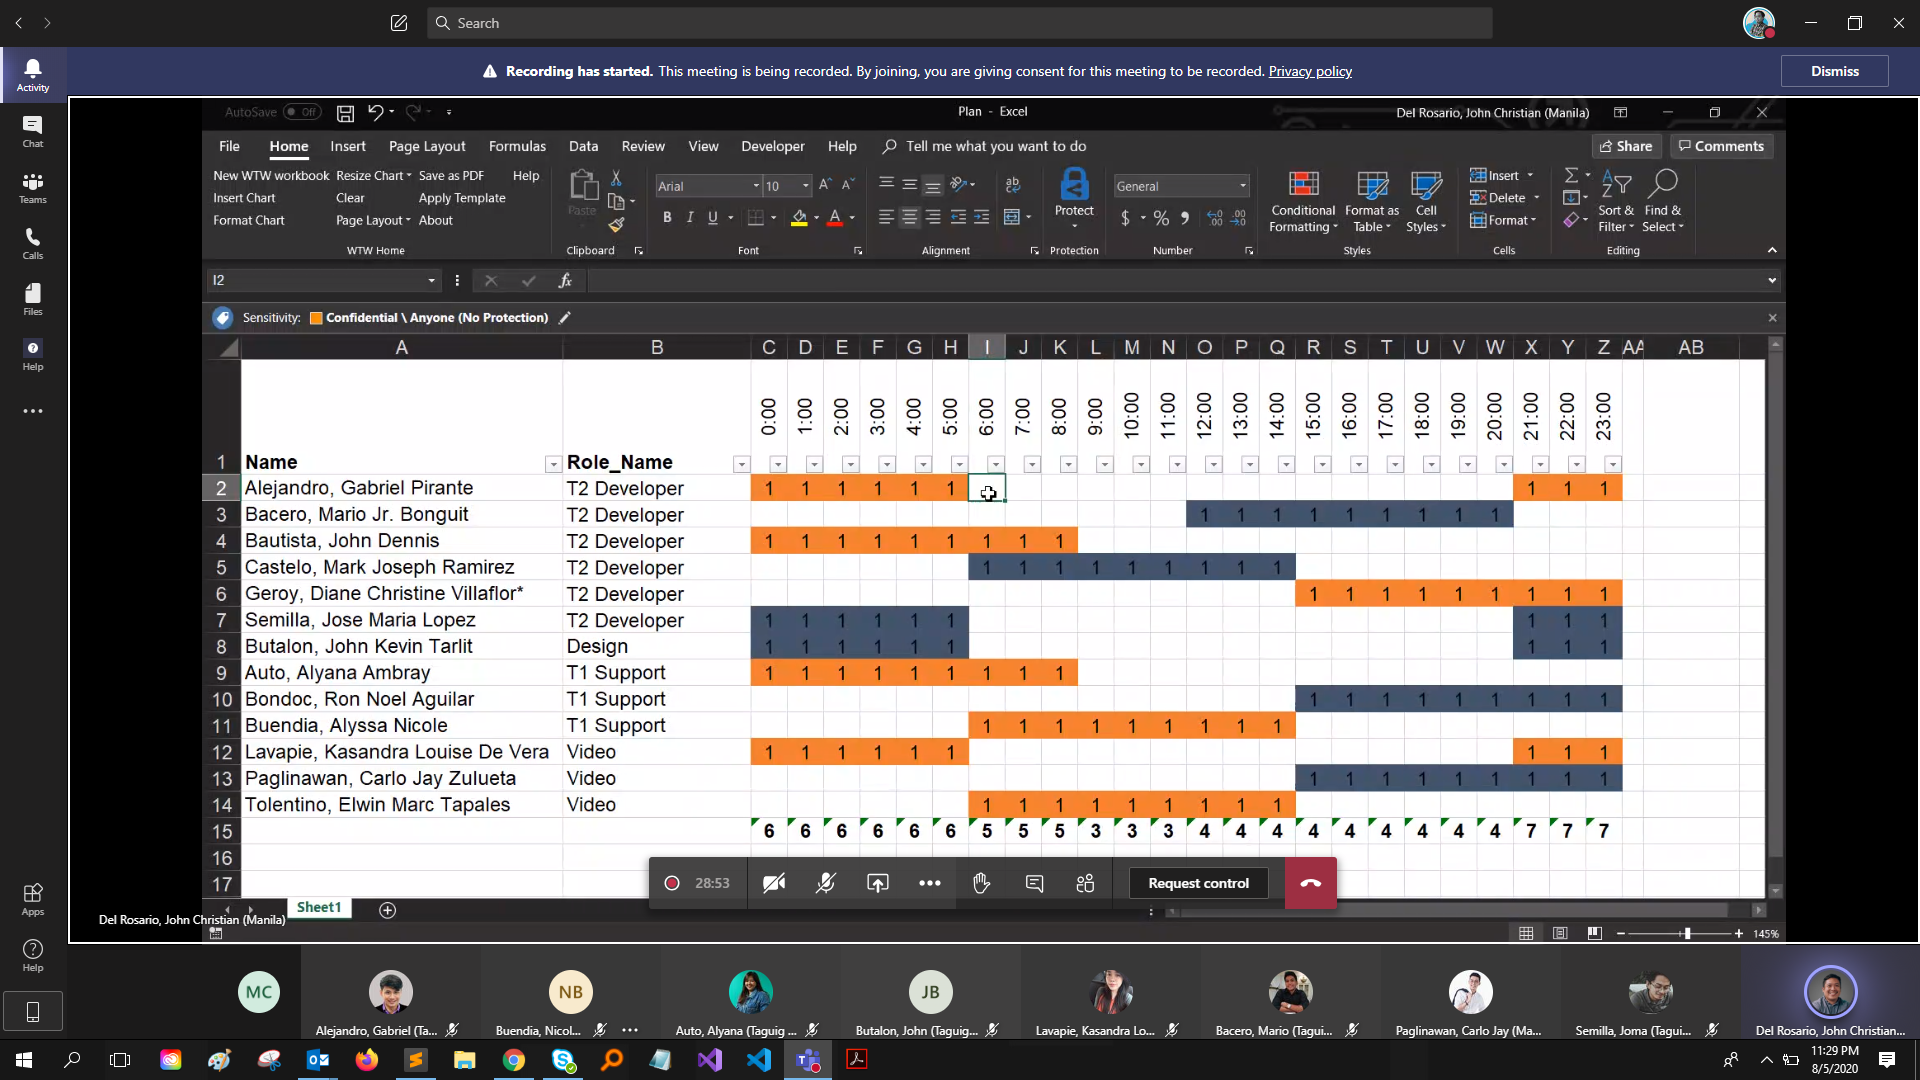 Search
Recording has started. This meeting is being recorded. By joining, you are giving consent for this meeting to be recorded. Privacy policy
Dismiss
Activity
Chat
Teams
Calls
Files
Help
Apps
Help
AutoSave Off
Plan - Excel
Del Rosario, John Christian (Manila)
File Home Insert Page Layout Formulas Data Review View Developer Help Tell me what you want to do
Share Comments
New WTW workbook Resize Chart Save as PDF Help
Insert Chart Clear Apply Template
Format Chart Page Layout About
WTW Home
Paste
Clipboard
Arial 10
B I U
Font
Alignment
Protect
Protection
General
$ % ,
Number
Conditional Formatting Format as Table Cell Styles
Styles
Insert
Delete
Format
Cells
Sort & Filter Find & Select
Editing
I2
fx
Sensitivity: Confidential \ Anyone (No Protection)
A B C D E F G H I J K L M N O P Q R S T U V W X Y Z AA AB
1 Name Role_Name 0:00 1:00 2:00 3:00 4:00 5:00 6:00 7:00 8:00 9:00 10:00 11:00 12:00 13:00 14:00 15:00 16:00 17:00 18:00 19:00 20:00 21:00 22:00 23:00
2 Alejandro, Gabriel Pirante T2 Developer 1 1 1 1 1 1 1 1 1
3 Bacero, Mario Jr. Bonguit T2 Developer 1 1 1 1 1 1 1 1 1
4 Bautista, John Dennis T2 Developer 1 1 1 1 1 1 1 1 1
5 Castelo, Mark Joseph Ramirez T2 Developer 1 1 1 1 1 1 1 1 1
6 Geroy, Diane Christine Villaflor* T2 Developer 1 1 1 1 1 1 1 1 1
7 Semilla, Jose Maria Lopez T2 Developer 1 1 1 1 1 1 1 1 1
8 Butalon, John Kevin Tarlit Design 1 1 1 1 1 1 1 1 1
9 Auto, Alyana Ambray T1 Support 1 1 1 1 1 1 1 1 1
10 Bondoc, Ron Noel Aguilar T1 Support 1 1 1 1 1 1 1 1 1
11 Buendia, Alyssa Nicole T1 Support 1 1 1 1 1 1 1 1 1
12 Lavapie, Kasandra Louise De Vera Video 1 1 1 1 1 1 1 1 1
13 Paglinawan, Carlo Jay Zulueta Video 1 1 1 1 1 1 1 1 1
14 Tolentino, Elwin Marc Tapales Video 1 1 1 1 1 1 1 1 1
15 6 6 6 6 6 6 5 5 5 3 3 3 4 4 4 4 4 4 4 4 4 7 7 7
16
17
28:53
Request control
Sheet1
Del Rosario, John Christian (Manila)
145%
MC
NB
JB
Alejandro, Gabriel (Ta...
Buendia, Nicol...
Auto, Alyana (Taguig ...
Butalon, John (Taguig...
Lavapie, Kasandra Lo...
Bacero, Mario (Tagui...
Paglinawan, Carlo Jay (Ma...
Semilla, Joma (Tagui...
Del Rosario, John Christian...
11:29 PM
8/5/2020